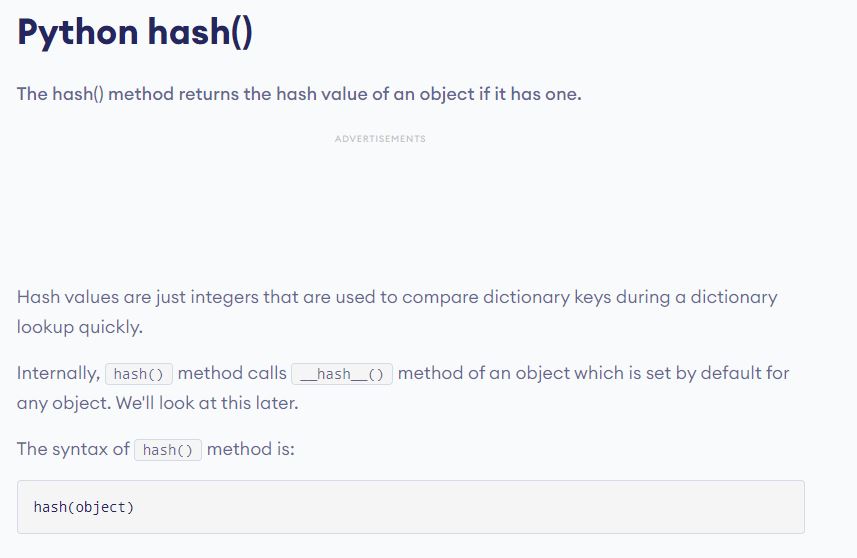 Python hash()
The hash() method returns the hash value of an object if it has one.
ADVERTISEMENTS
Hash values are just integers that are used to compare dictionary keys during a dictionary
lookup quickly.
Internally, hash() method calls __hash__() method of an object which is set by default for
any object. We'll look at this later.
The syntax of hash() method is:
hash(object)